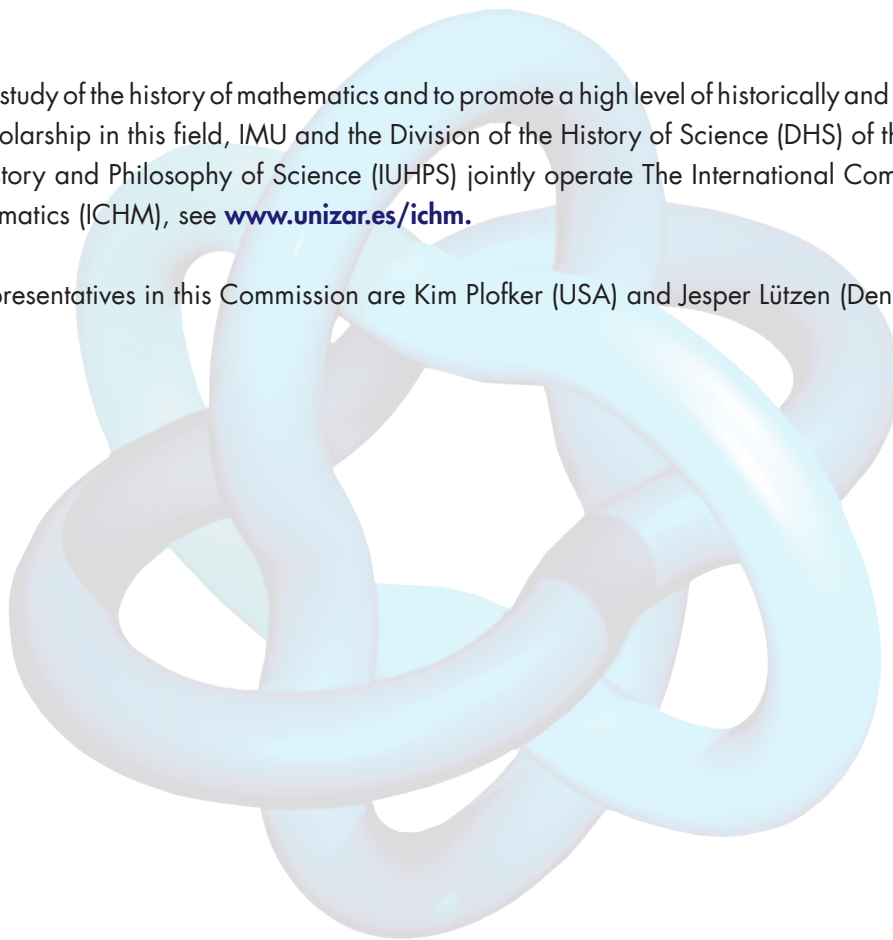 study of the history of mathematics and to promote a high level of historically and
olarship in this field, IMU and the Division of the History of Science (DHS) of th
tory and Philosophy of Science (IUHPS) jointly operate The International Com
matics (ICHM), see www.unizar.es/ichm.
presentatives in this Commission are Kim Plofker (USA) and Jesper Lützen (Den